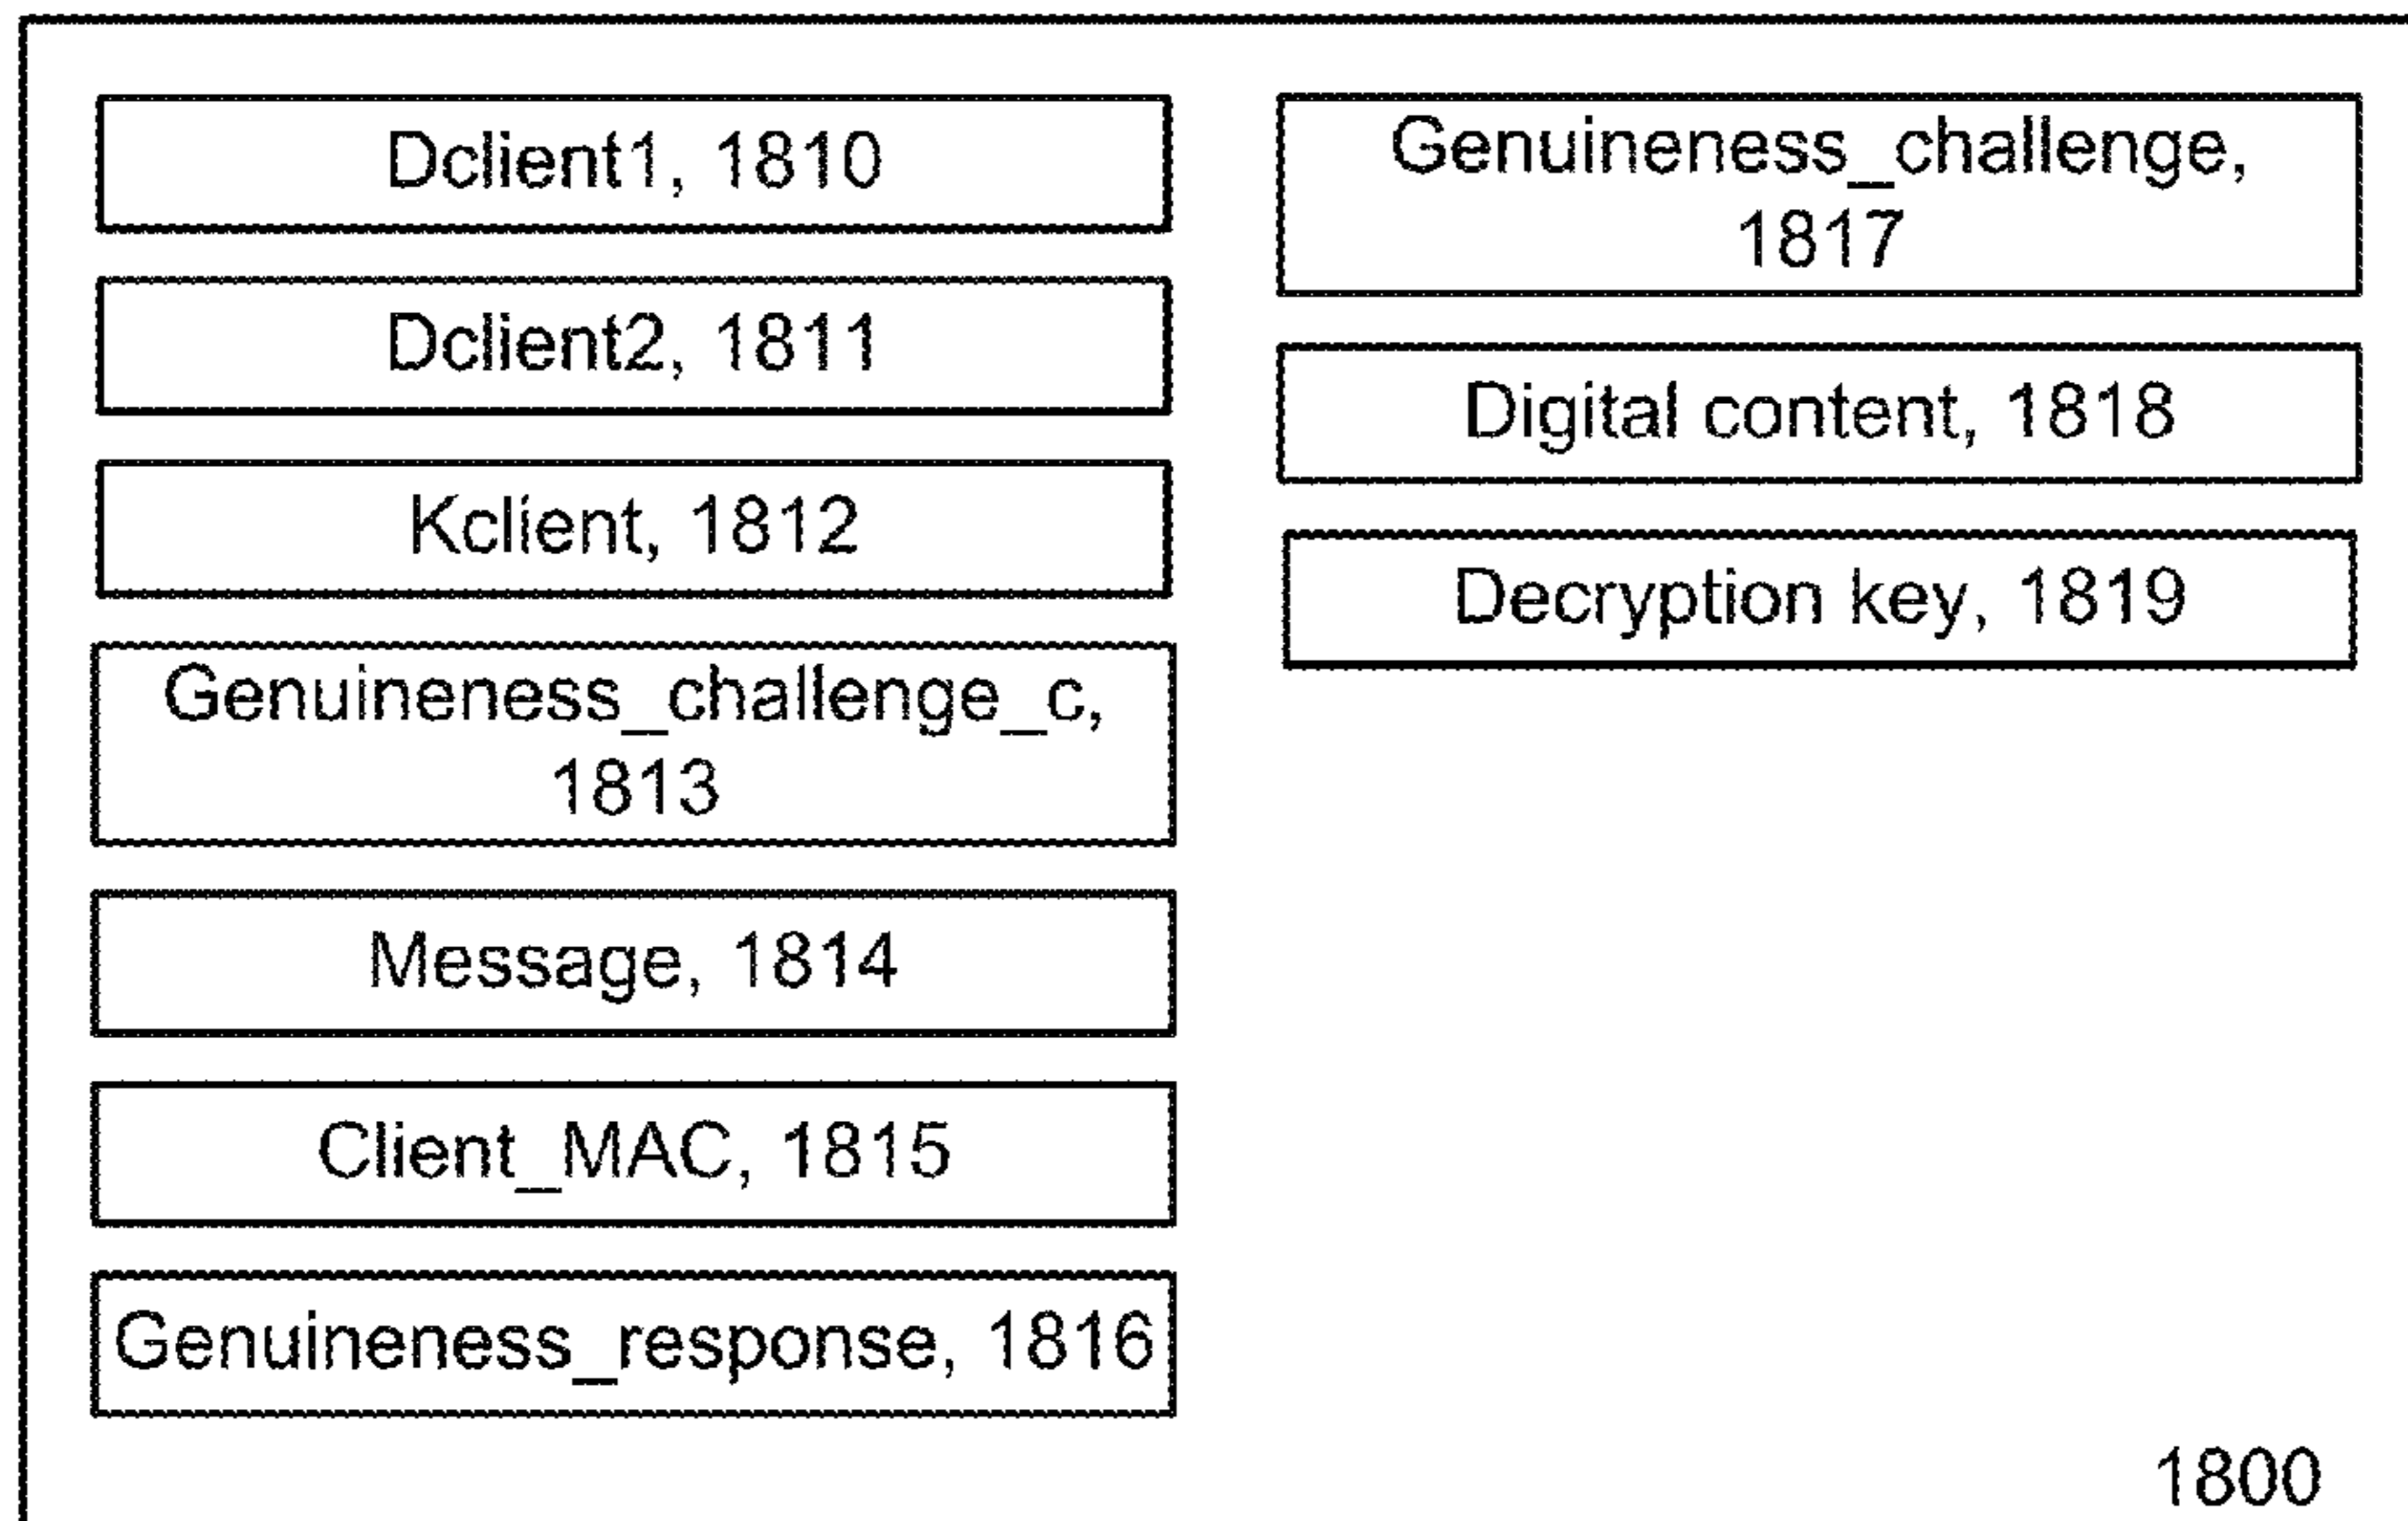 Dclient1, 1810
Dclient2, 1811
Kclient, 1812
Genuineness_challenge_c,
1813
Message, 1814
Client_MAC, 1815
Genuineness_response, 1816
Genuineness_challenge,
1817
Digital content, 1818
Decryption key, 1819
1800